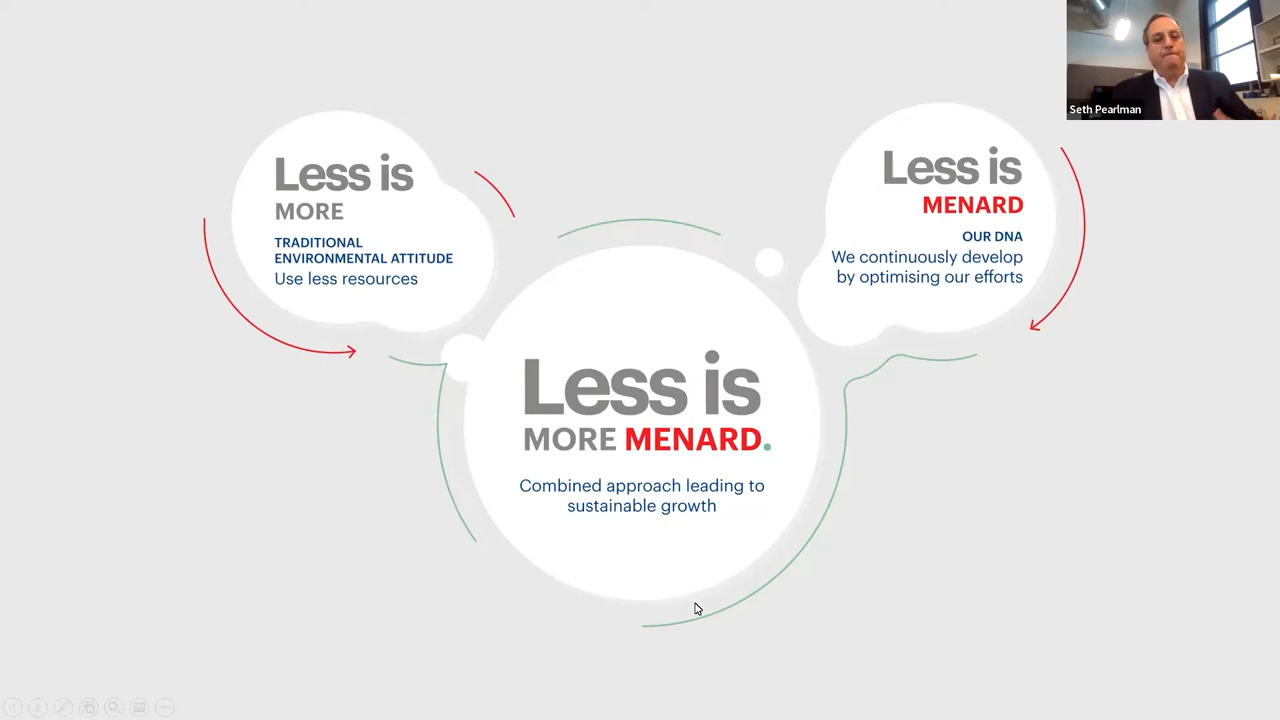 Seth Pearlman
Less is
MORE
TRADITIONAL
ENVIRONMENTAL ATTITUDE
Use less resources
Less is
MENARD
OUR DNA
We continuously develop
by optimising our efforts
Less is
MORE MENARD.
Combined approach leading to
sustainable growth